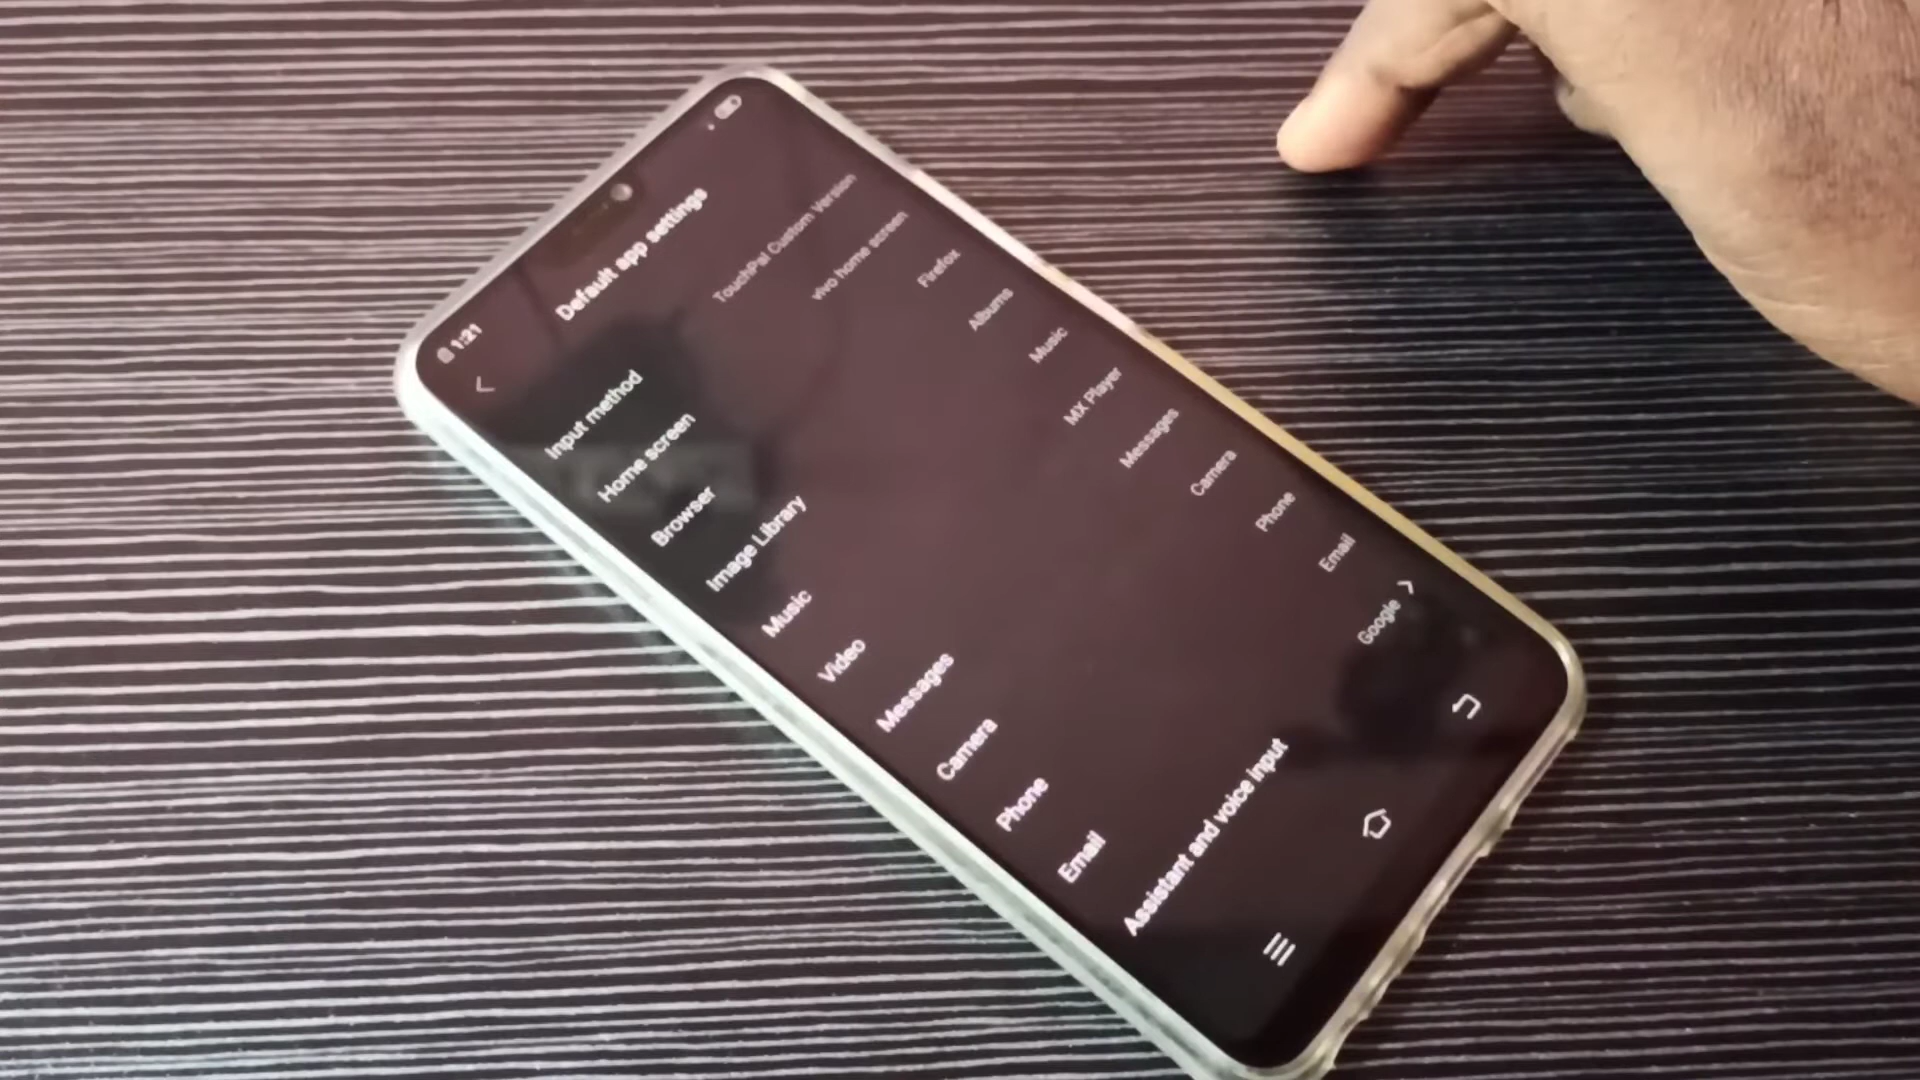 1:21
Default app settings
Input method TouchPal Custom Version
Home screen vivo home screen
Browser Firefox
Image Library Albums
Music Music
Video MX Player
Messages Messages
Camera Camera
Phone Phone
Email Email
Assistant and voice input Google